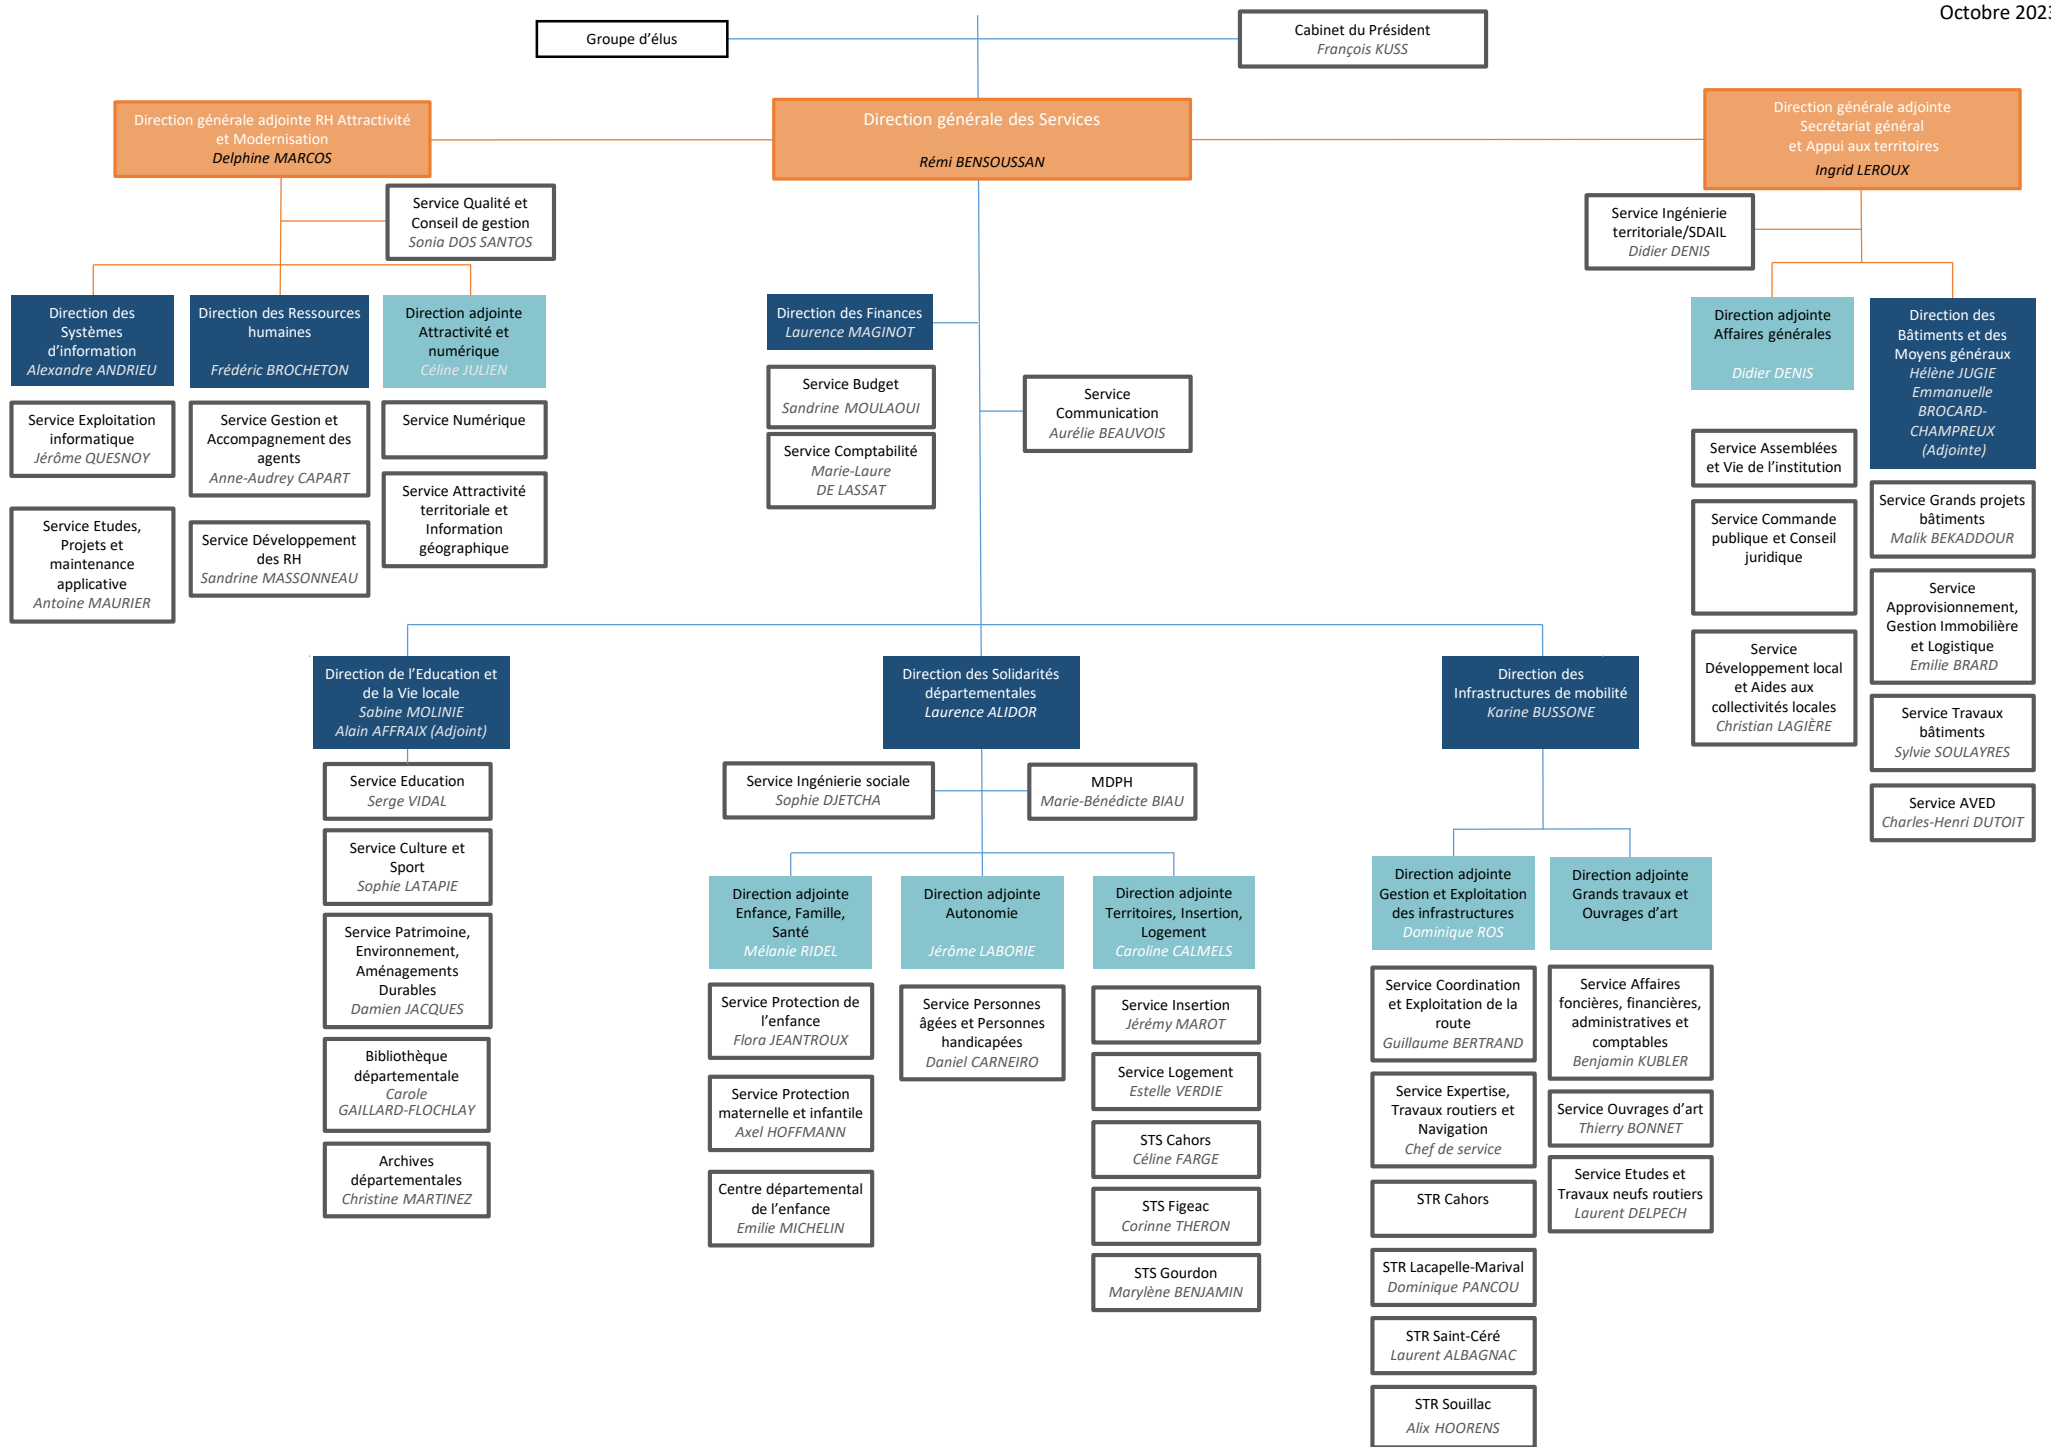 Octobre 2023
Groupe d'élus
Cabinet du Président
François KUSS
Direction générale adjointe RH Attractivité
et Modernisation
Delphine MARCOS
Direction générale des Services
Rémi BENSOUSSAN
Direction générale adjointe
Secrétariat général
et Appui aux territoires
Ingrid LEROUX
Service Qualité et
Conseil de gestion
Sonia DOS SANTOS
Service Ingénierie
territoriale/SDAIL
Didier DENIS
Direction des
Systèmes
d'information
Alexandre ANDRIEU
Direction des Ressources
humaines
Frédéric BROCHETON
Direction adjointe
Attractivité et
numérique
Céline JULIEN
Direction des Finances
Laurence MAGINOT
Direction adjointe
Affaires générales
Didier DENIS
Direction des
Bâtiments et des
Moyens généraux
Hélène JUGIE
Emmanuelle
BROCARD-
CHAMPREUX
(Adjointe)
Service Exploitation
informatique
Jérôme QUESNOY
Service Etudes,
Projets et
maintenance
applicative
Antoine MAURIER
Service Gestion et
Accompagnement des
agents
Anne-Audrey CAPART
Service Développement
des RH
Sandrine MASSONNEAU
Service Numérique
Service Attractivité
territoriale et
Information
géographique
Service Budget
Sandrine MOULAOUI
Service Comptabilité
Marie-Laure
DE LASSAT
Service
Communication
Aurélie BEAUVOIS
Service Assemblées
et Vie de l'institution
Service Commande
publique et Conseil
juridique
Service
Développement local
et Aides aux
collectivités locales
Christian LAGIÈRE
Service Grands projets
bâtiments
Malik BEKADDOUR
Service
Approvisionnement,
Gestion Immobilière
et Logistique
Emilie BRARD
Service Travaux
bâtiments
Sylvie SOULAYRES
Service AVED
Charles-Henri DUTOIT
Direction de l'Education et
de la Vie locale
Sabine MOLINIE
Alain AFFRAIX (Adjoint)
Direction des Solidarités
départementales
Laurence ALIDOR
Direction des
Infrastructures de mobilité
Karine BUSSONE
Service Education
Serge VIDAL
Service Culture et
Sport
Sophie LATAPIE
Service Patrimoine,
Environnement,
Aménagements
Durables
Damien JACQUES
Bibliothèque
départementale
Carole
GAILLARD-FLOCHLAY
Archives
départementales
Christine MARTINEZ
Service Ingénierie sociale
Sophie DJETCHA
MDPH
Marie-Bénédicte BIAU
Direction adjointe
Enfance, Famille,
Santé
Mélanie RIDEL
Direction adjointe
Autonomie
Jérôme LABORIE
Direction adjointe
Territoires, Insertion,
Logement
Caroline CALMELS
Service Protection de
l'enfance
Flora JEANTROUX
Service Protection
maternelle et infantile
Axel HOFFMANN
Centre départemental
de l'enfance
Emilie MICHELIN
Service Personnes
âgées et Personnes
handicapées
Daniel CARNEIRO
Service Insertion
Jérémy MAROT
Service Logement
Estelle VERDIE
STS Cahors
Céline FARGE
STS Figeac
Corinne THERON
STS Gourdon
Marylène BENJAMIN
Direction adjointe
Gestion et Exploitation
des infrastructures
Dominique ROS
Direction adjointe
Grands travaux et
Ouvrages d'art
Service Coordination
et Exploitation de la
route
Guillaume BERTRAND
Service Expertise,
Travaux routiers et
Navigation
Chef de service
STR Cahors
STR Lacapelle-Marival
Dominique PANCOU
STR Saint-Céré
Laurent ALBAGNAC
STR Souillac
Alix HOORENS
Service Affaires
foncières, financières,
administratives et
comptables
Benjamin KUBLER
Service Ouvrages d'art
Thierry BONNET
Service Etudes et
Travaux neufs routiers
Laurent DELPECH